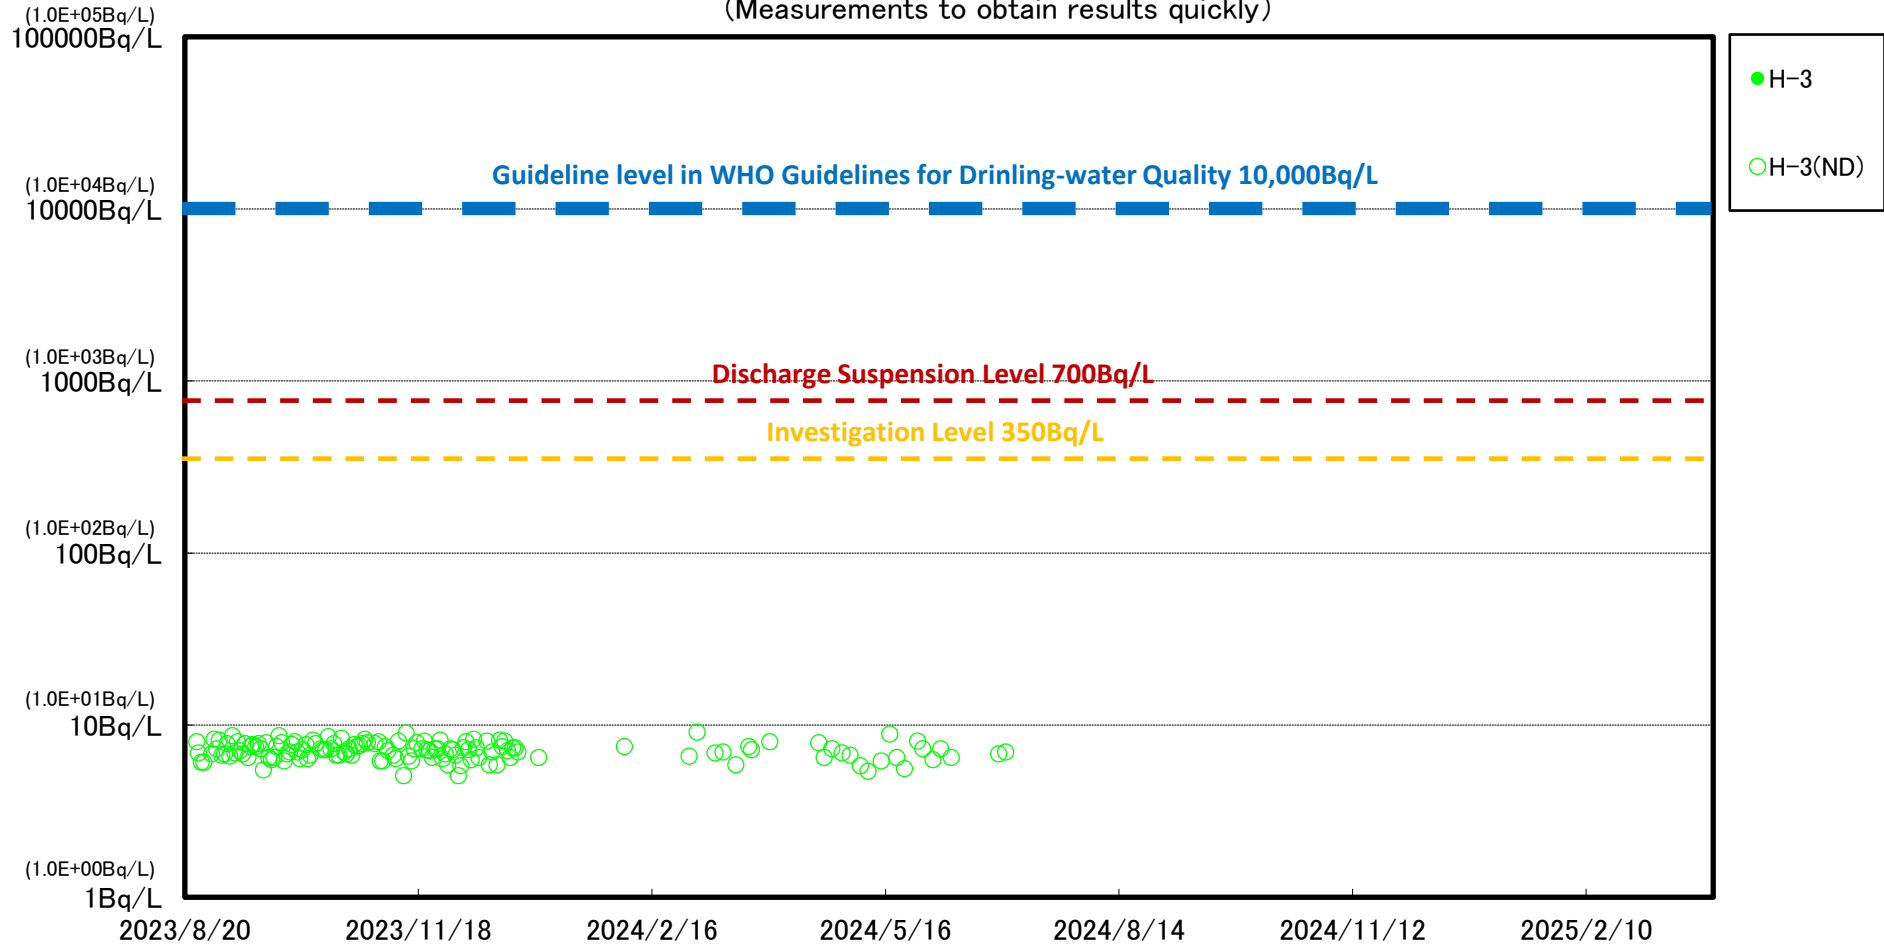 (Measurements to obtain results quickly)
(1.0E+05Bq/L)
100000Bq/L
H-3
H-3(ND)
Guideline level in WHO Guidelines for Drinling-water Quality 10,000Bq/L
(1.0E+04Bq/L)
10000Bq/L
(1.0E+03Bq/L)
1000Bq/L
Discharge Suspension Level 700Bq/L
Investigation Level 350Bq/L
(1.0E+02Bq/L)
100Bq/L
(1.0E+01Bq/L)
10Bq/L
(1.0E+00Bq/L)
1Bq/L
2023/8/20 2023/11/18 2024/2/16 2024/5/16 2024/8/14 2024/11/12 2025/2/10